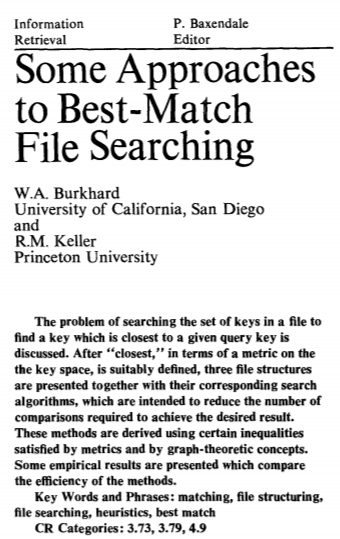 Information
Retrieval
P. Baxendale
Editor
Some Approaches
to Best-Match
File Searching
W.A. Burkhard
University of California, San Diego
and
R.M. Keller
Princeton University
The problem of searching the set of keys in a file to
find a key which is closest to a given query key is
discussed. After “closest,” in terms of a metric on the
the key space, is suitably defined, three file structures
are presented together with their corresponding search
algorithms, which are intended to reduce the number of
comparisons required to achieve the desired result.
These methods are derived using certain inequalities
satisfied by metrics and by graph-theoretic concepts.
Some empirical results are presented which compare
the efficiency of the methods.
Key Words and Phrases: matching, file structuring,
file searching, heuristics, best match
CR Categories: 3.73, 3.79, 4.9